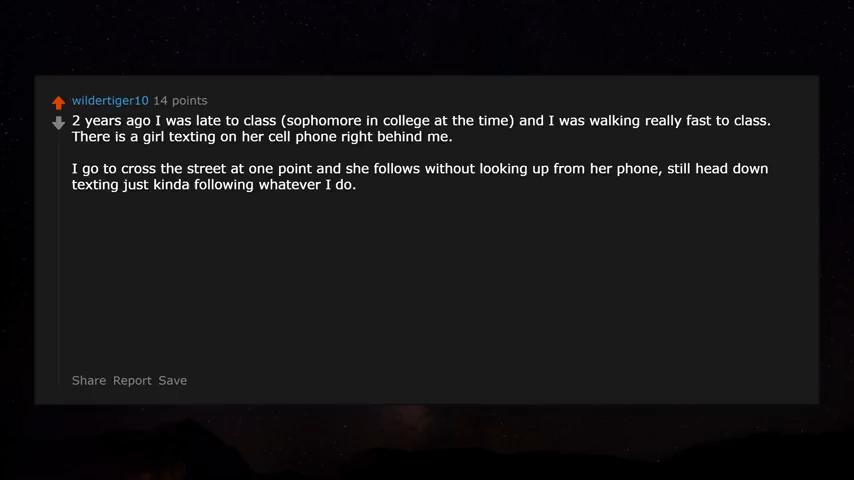 wildertiger10 14 points
2 years ago I was late to class (sophomore in college at the time) and I was walking really fast to class.
There is a girl texting on her cell phone right behind me.
I go to cross the street at one point and she follows without looking up from her phone, still head down
texting just kinda following whatever I do.
Share Report Save